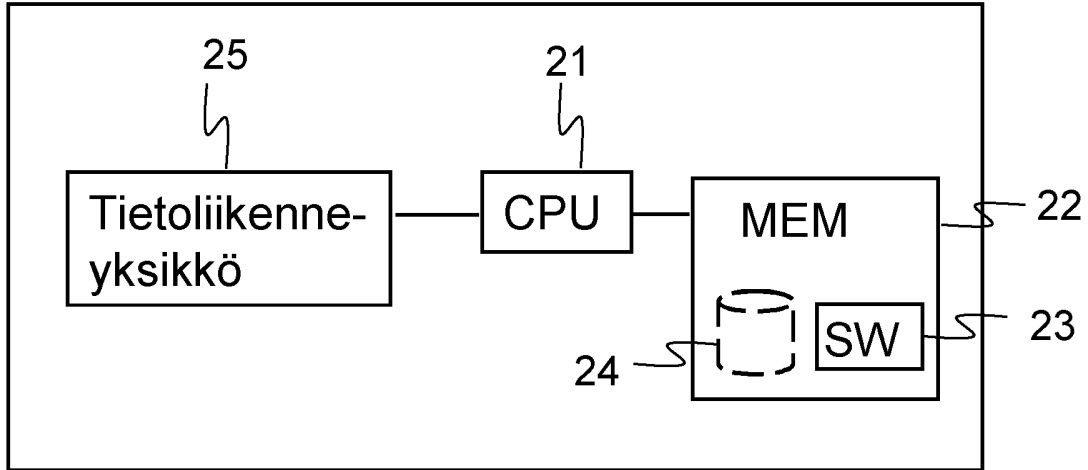 25
21
Tietoliikenne-
yksikkö
CPU
MEM
22
24
SW
23